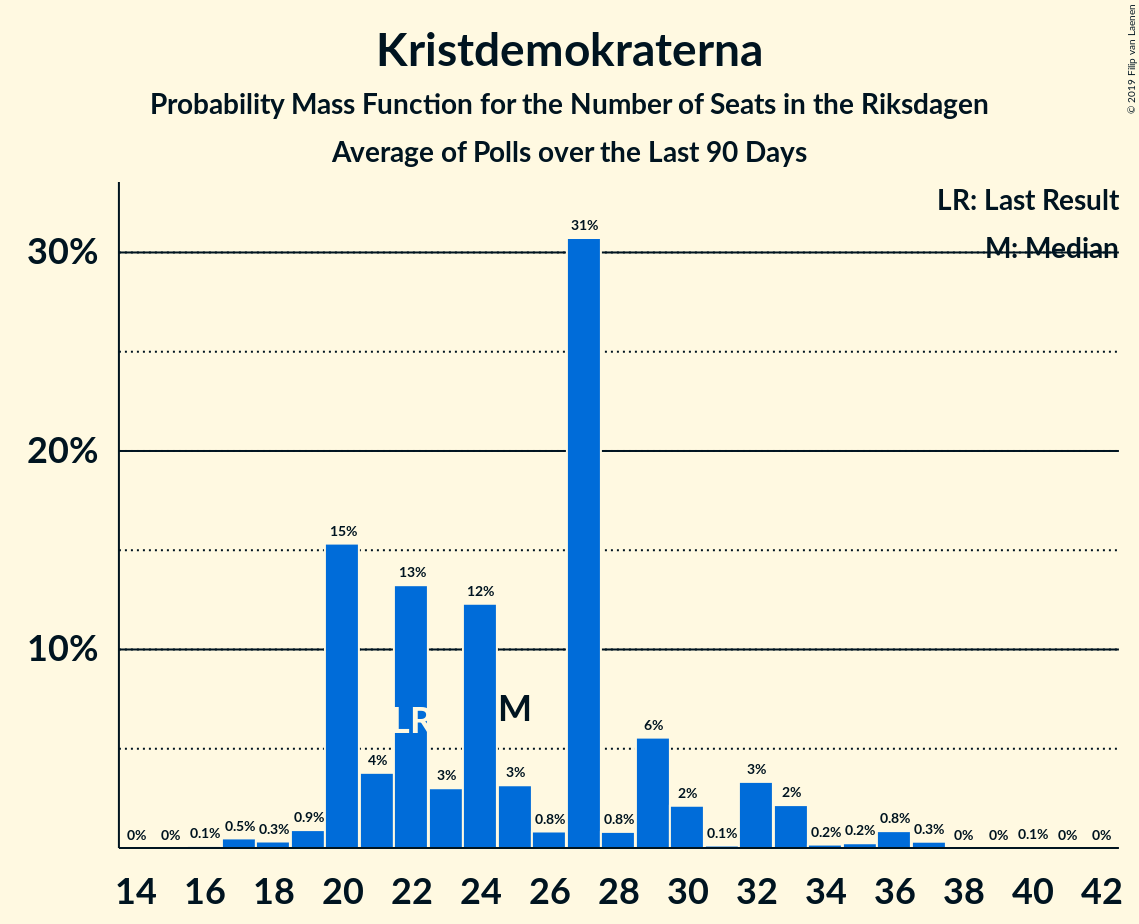 Kristdemokraterna
Probability Mass Function for the Number of Seats in the Riksdagen
Average of Polls over the Last 90 Days
© 2019 Filip van Laenen
LR: Last Result
M: Median
30%
20%
10%
0% 0% 0.1% 0.5% 0.3% 0.9% 15% 4% 13% 3% 12% 3% 0.8% 31% 0.8% 6% 2% 0.1% 3% 2% 0.2% 0.2% 0.8% 0.3% 0% 0% 0.1% 0% 0%
LR M
14 16 18 20 22 24 26 28 30 32 34 36 38 40 42